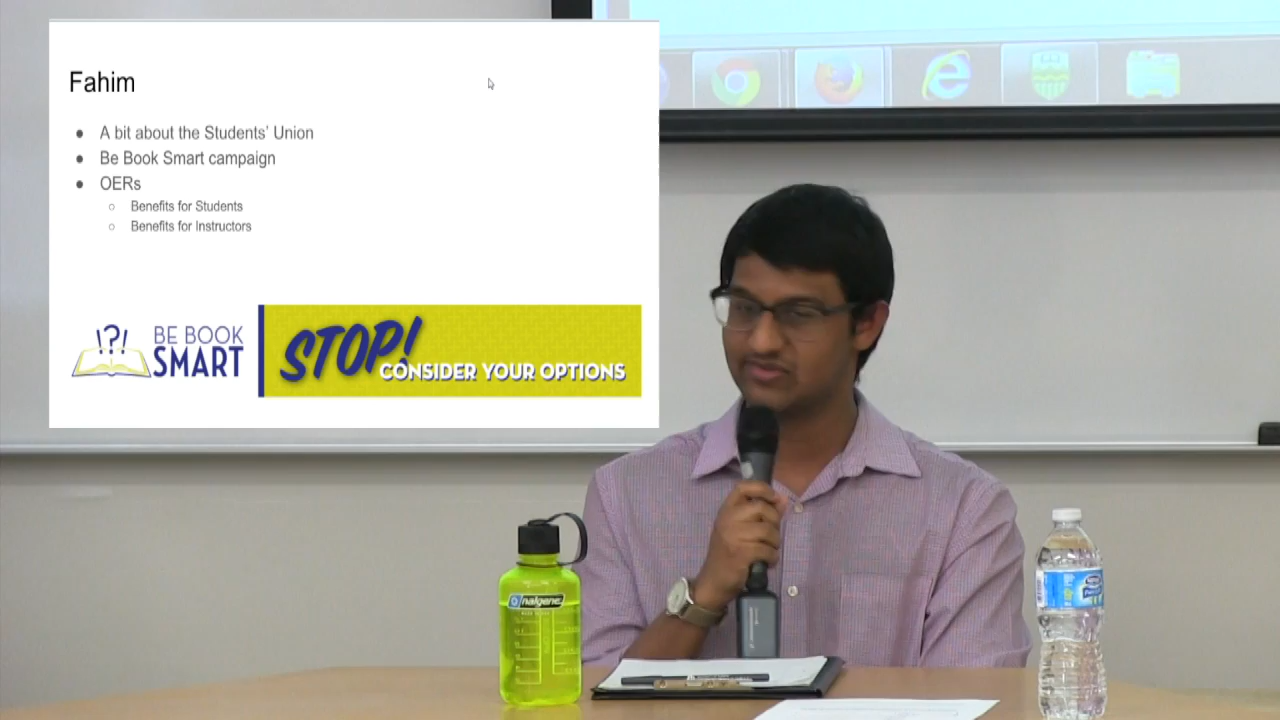 Fahim
● A bit about the Students' Union
● Be Book Smart campaign
● OERs
○ Benefits for Students
○ Benefits for Instructors
!?!
BE BOOK
SMART
STOP!
CONSIDER YOUR OPTIONS
nalgene